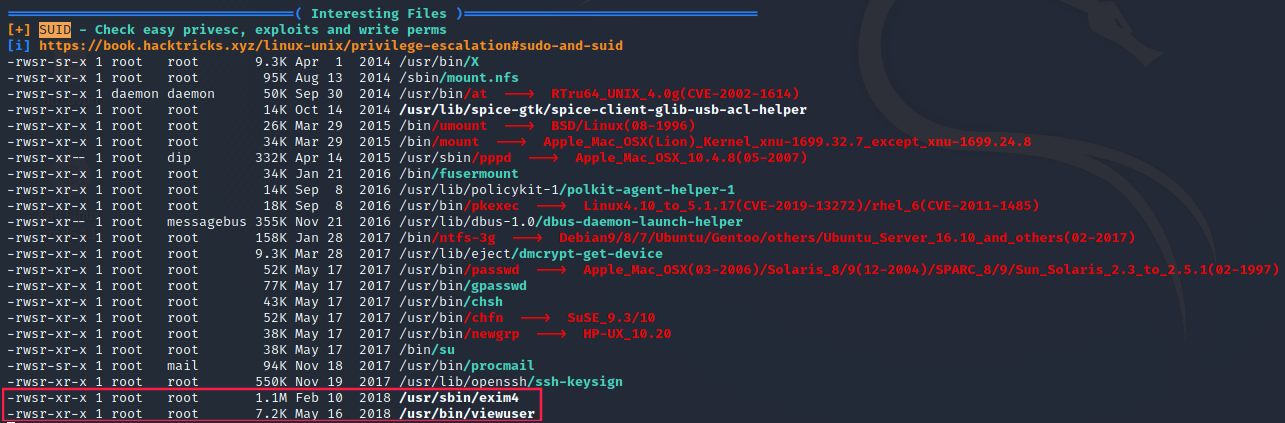 ════════════════════════════════════( Interesting Files )═════════════════════════════════════
[+] SUID - Check easy privesc, exploits and write perms
[i] https://book.hacktricks.xyz/linux-unix/privilege-escalation#sudo-and-suid
-rwsr-sr-x 1 root   root       9.3K Apr  1  2014 /usr/bin/X
-rwsr-xr-x 1 root   root        95K Aug 13  2014 /sbin/mount.nfs
-rwsr-sr-x 1 daemon daemon      50K Sep 30  2014 /usr/bin/at  --->  RTru64_UNIX_4.0g(CVE-2002-1614)
-rwsr-xr-x 1 root   root        14K Oct 14  2014 /usr/lib/spice-gtk/spice-client-glib-usb-acl-helper
-rwsr-xr-x 1 root   root        26K Mar 29  2015 /bin/umount  --->  BSD/Linux(08-1996)
-rwsr-xr-x 1 root   root        34K Mar 29  2015 /bin/mount  --->  Apple_Mac_OSX(Lion)_Kernel_xnu-1699.32.7_except_xnu-1699.24.8
-rwsr-xr-- 1 root   dip        332K Apr 14  2015 /usr/sbin/pppd  --->  Apple_Mac_OSX_10.4.8(05-2007)
-rwsr-xr-x 1 root   root        34K Jan 21  2016 /bin/fusermount
-rwsr-xr-x 1 root   root        14K Sep  8  2016 /usr/lib/policykit-1/polkit-agent-helper-1
-rwsr-xr-x 1 root   root        18K Sep  8  2016 /usr/bin/pkexec  --->  Linux4.10_to_5.1.17(CVE-2019-13272)/rhel_6(CVE-2011-1485)
-rwsr-xr-- 1 root   messagebus 355K Nov 21  2016 /usr/lib/dbus-1.0/dbus-daemon-launch-helper
-rwsr-xr-x 1 root   root       158K Jan 28  2017 /bin/ntfs-3g  --->  Debian9/8/7/Ubuntu/Gentoo/others/Ubuntu_Server_16.10_and_others(02-2017)
-rwsr-xr-x 1 root   root       9.3K Mar 28  2017 /usr/lib/eject/dmcrypt-get-device
-rwsr-xr-x 1 root   root        52K May 17  2017 /usr/bin/passwd  --->  Apple_Mac_OSX(03-2006)/Solaris_8/9(12-2004)/SPARC_8/9/Sun_Solaris_2.3_to_2.5.1(02-1997)
-rwsr-xr-x 1 root   root        77K May 17  2017 /usr/bin/gpasswd
-rwsr-xr-x 1 root   root        43K May 17  2017 /usr/bin/chsh
-rwsr-xr-x 1 root   root        52K May 17  2017 /usr/bin/chfn  --->  SuSE_9.3/10
-rwsr-xr-x 1 root   root        38K May 17  2017 /usr/bin/newgrp  --->  HP-UX_10.20
-rwsr-xr-x 1 root   root        38K May 17  2017 /bin/su
-rwsr-sr-x 1 root   mail        94K Nov 18  2017 /usr/bin/procmail
-rwsr-xr-x 1 root   root       550K Nov 19  2017 /usr/lib/openssh/ssh-keysign
-rwsr-xr-x 1 root   root       1.1M Feb 10  2018 /usr/sbin/exim4
-rwsr-xr-x 1 root   root       7.2K May 16  2018 /usr/bin/viewuser